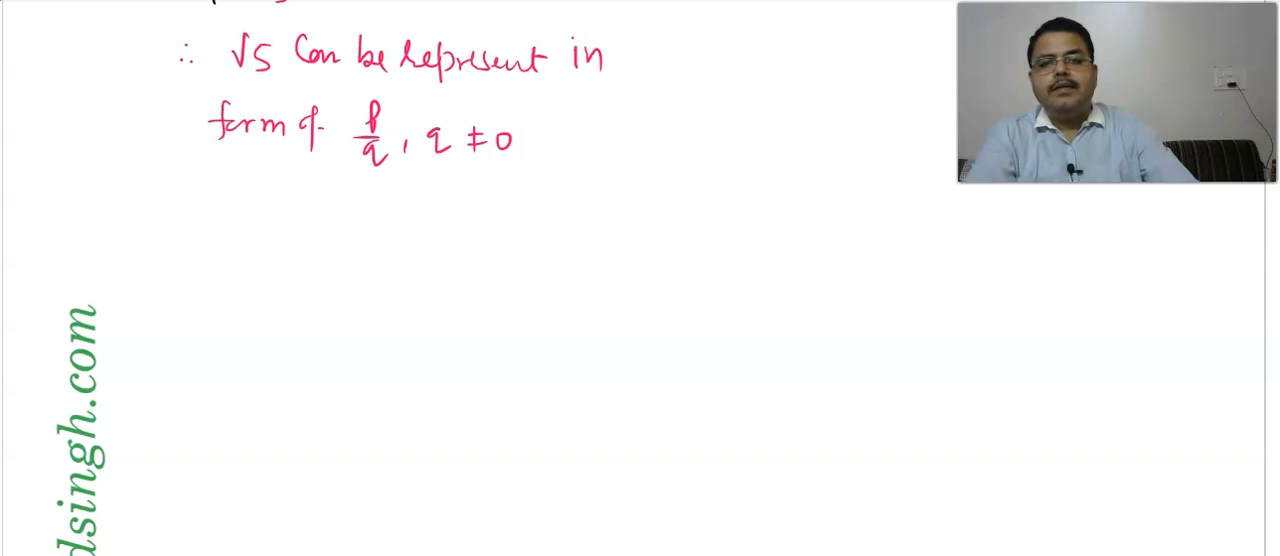 ∴ √5 Can be represent in
form of p/q, q ≠ 0
dsingh.com